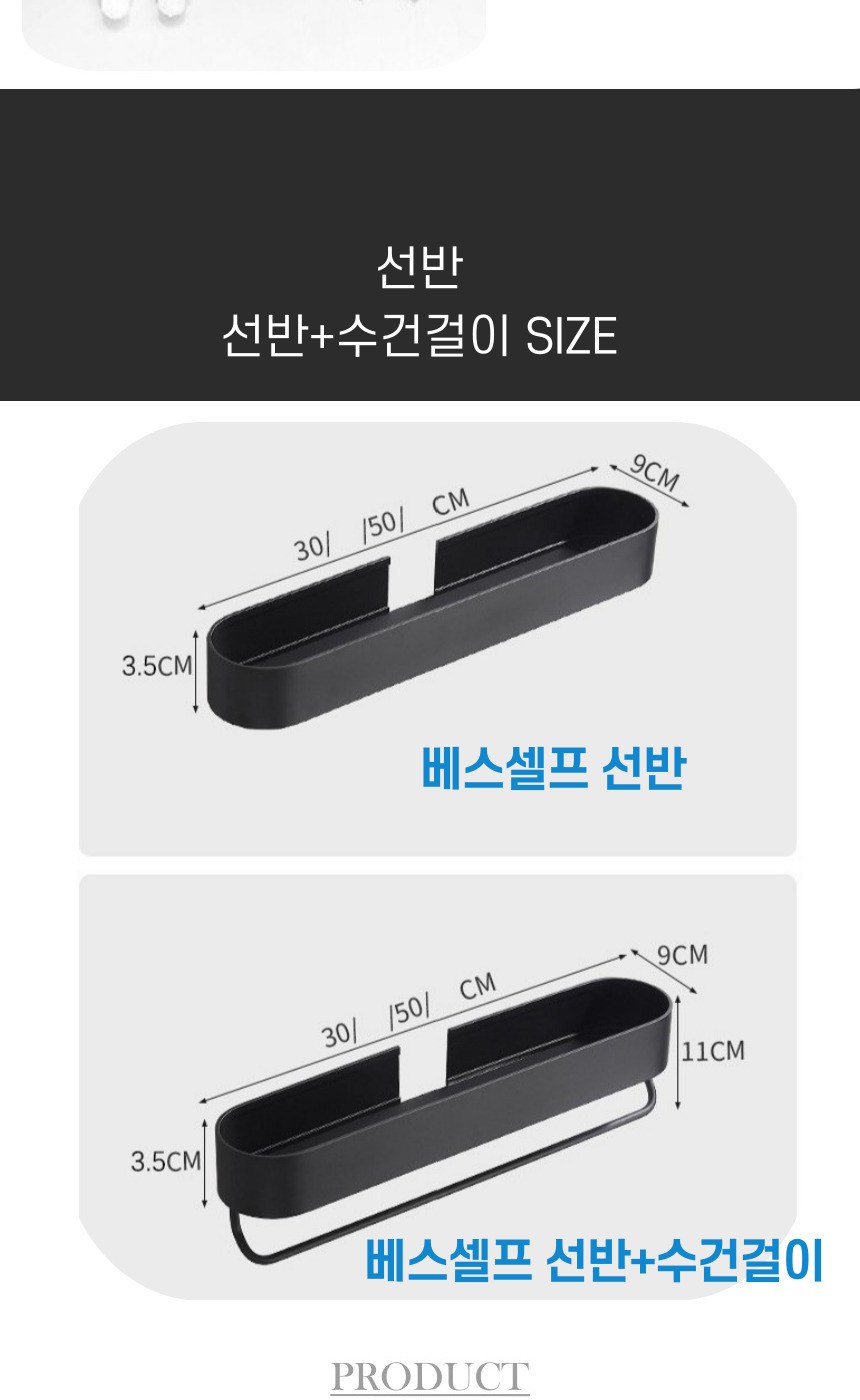 선반
선반+수건걸이 SIZE
30/ /50/ CM
9CM
3.5CM
베스셀프 선반
30/ /50/ CM
9CM
11CM
3.5CM
베스셀프 선반+수건걸이
PRODUCT